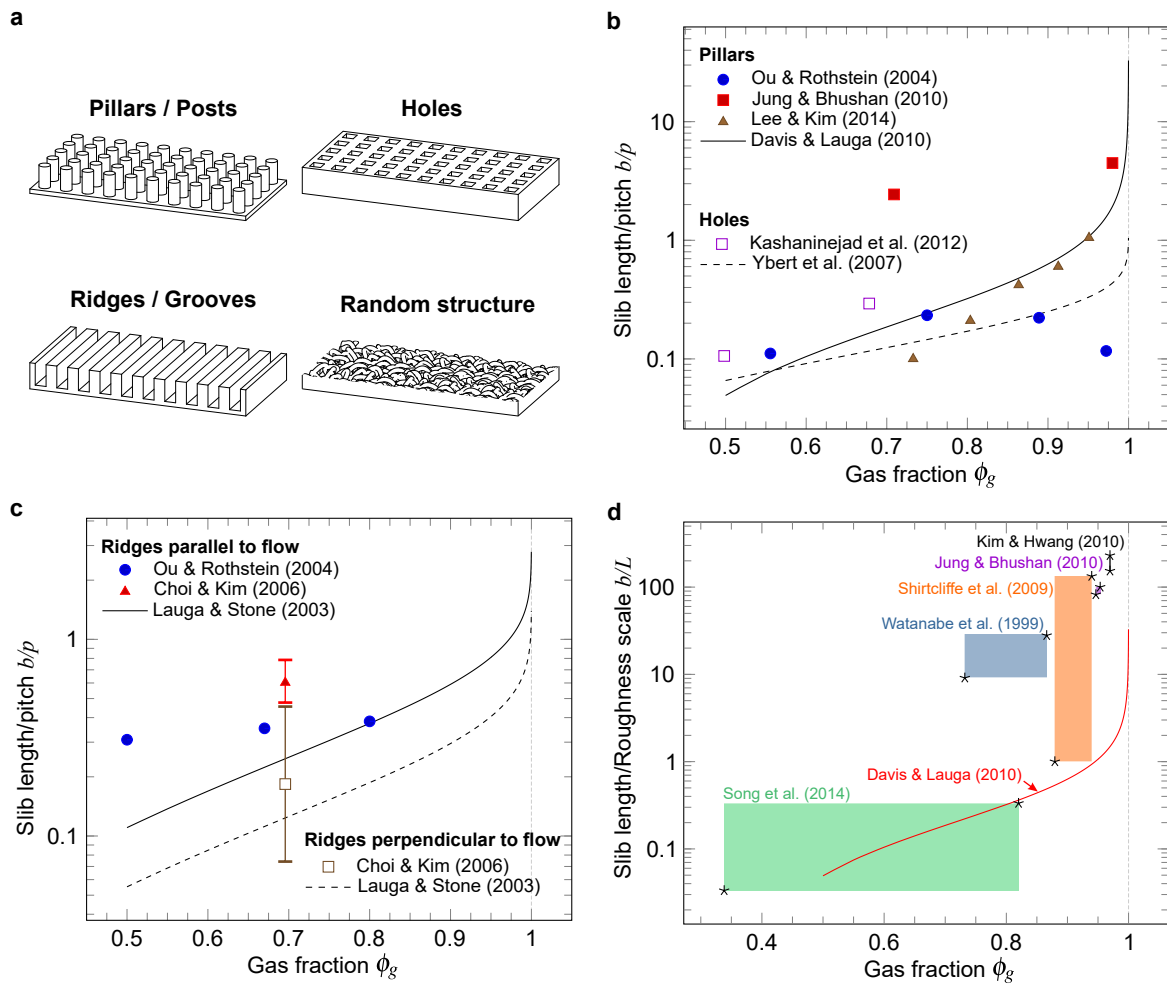 a
Pillars / Posts
Holes
Ridges / Grooves
Random structure
b
Slib length/pitch b/p
10
1
0.1
Pillars
Ou & Rothstein (2004)
Jung & Bhushan (2010)
Lee & Kim (2014)
Davis & Lauga (2010)
Holes
Kashaninejad et al. (2012)
Ybert et al. (2007)
0.5 0.6 0.7 0.8 0.9 1
Gas fraction ϕg
c
Slib length/pitch b/p
1
0.1
Ridges parallel to flow
Ou & Rothstein (2004)
Choi & Kim (2006)
Lauga & Stone (2003)
Ridges perpendicular to flow
Choi & Kim (2006)
Lauga & Stone (2003)
0.5 0.6 0.7 0.8 0.9 1
Gas fraction ϕg
d
Slib length/Roughness scale b/L
100
10
1
0.1
Kim & Hwang (2010)
Jung & Bhushan (2010)
Shirtcliffe et al. (2009)
Watanabe et al. (1999)
Davis & Lauga (2010)
Song et al. (2014)
0.4 0.6 0.8 1
Gas fraction ϕg